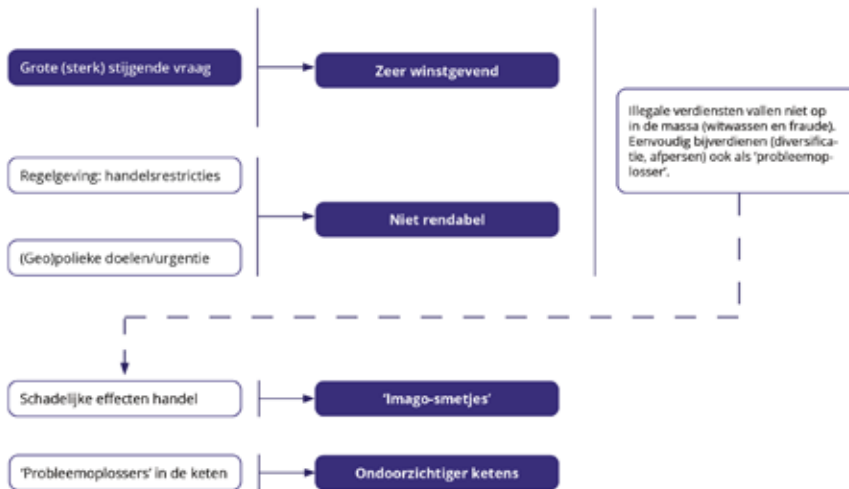 Grote (sterk) stijgende vraag
Zeer winstgevend
Illegale verdiensten vallen niet op
in de massa (witwassen en fraude).
Eenvoudig bijverdienen (diversifica-
tie, afpersen) ook als 'probleemop-
losser'.
Regelgeving: handelsrestricties
Niet rendabel
(Geo)polieke doelen/urgentie
Schadelijke effecten handel
'Imago-smetjes'
'Probleemoplossers' in de keten
Ondoorzichtiger ketens